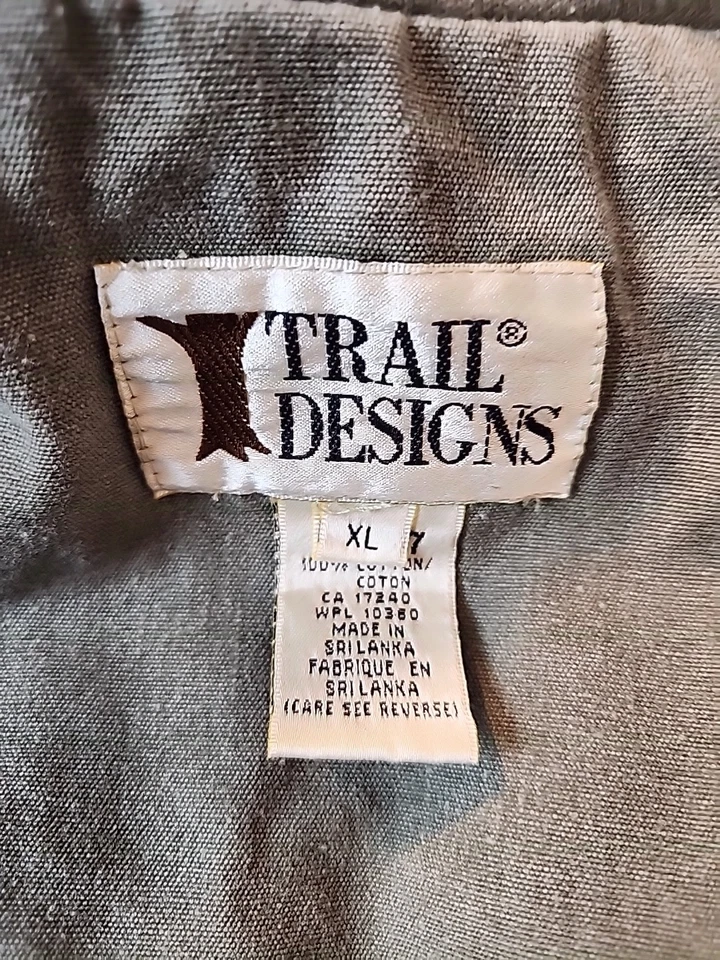 TRAIL®
DESIGNS
XL 7
100% COTTON/
COTON
CA 17240
WPL 10360
MADE IN
SRI LANKA
FABRIQUE EN
SRI LANKA
(CARE SEE REVERSE)